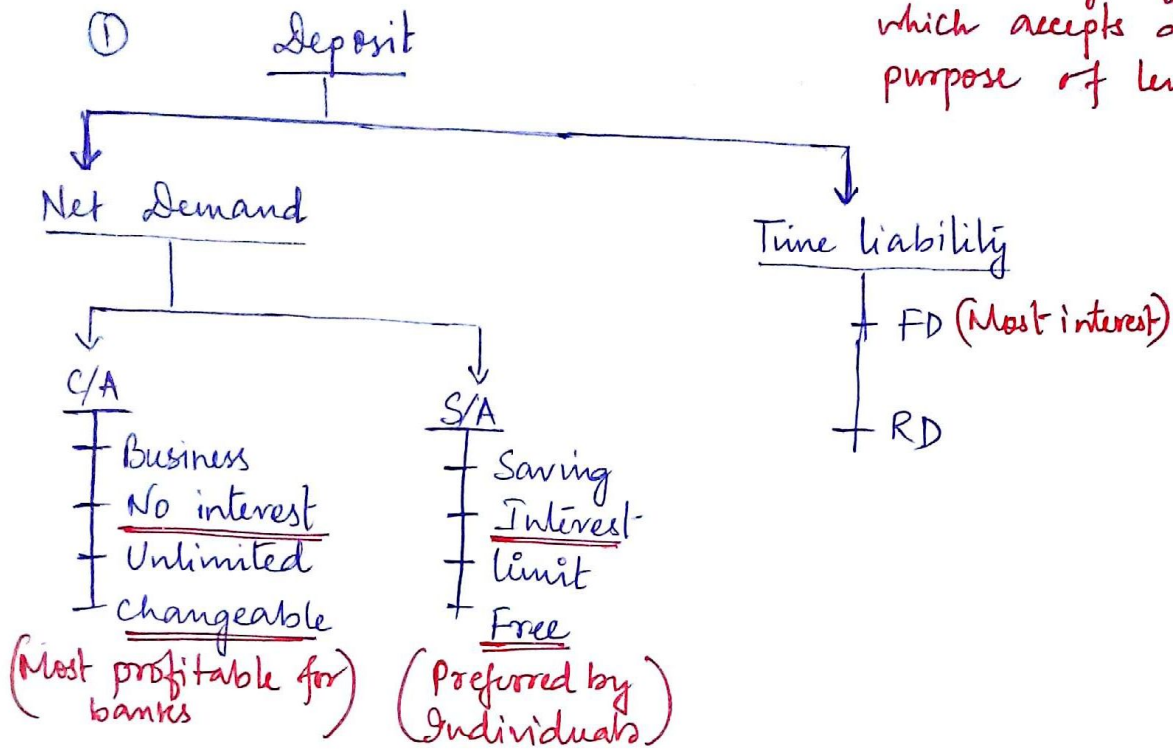 which accepts
purpose of
①
Deposit
Net Demand
Time liability
FD (Most interest)
RD
C/A
Business
No interest
Unlimited
Changeable
(Most profitable for
banks)
S/A
Saving
Interest
limit
Free
(Preferred by
Individuals)